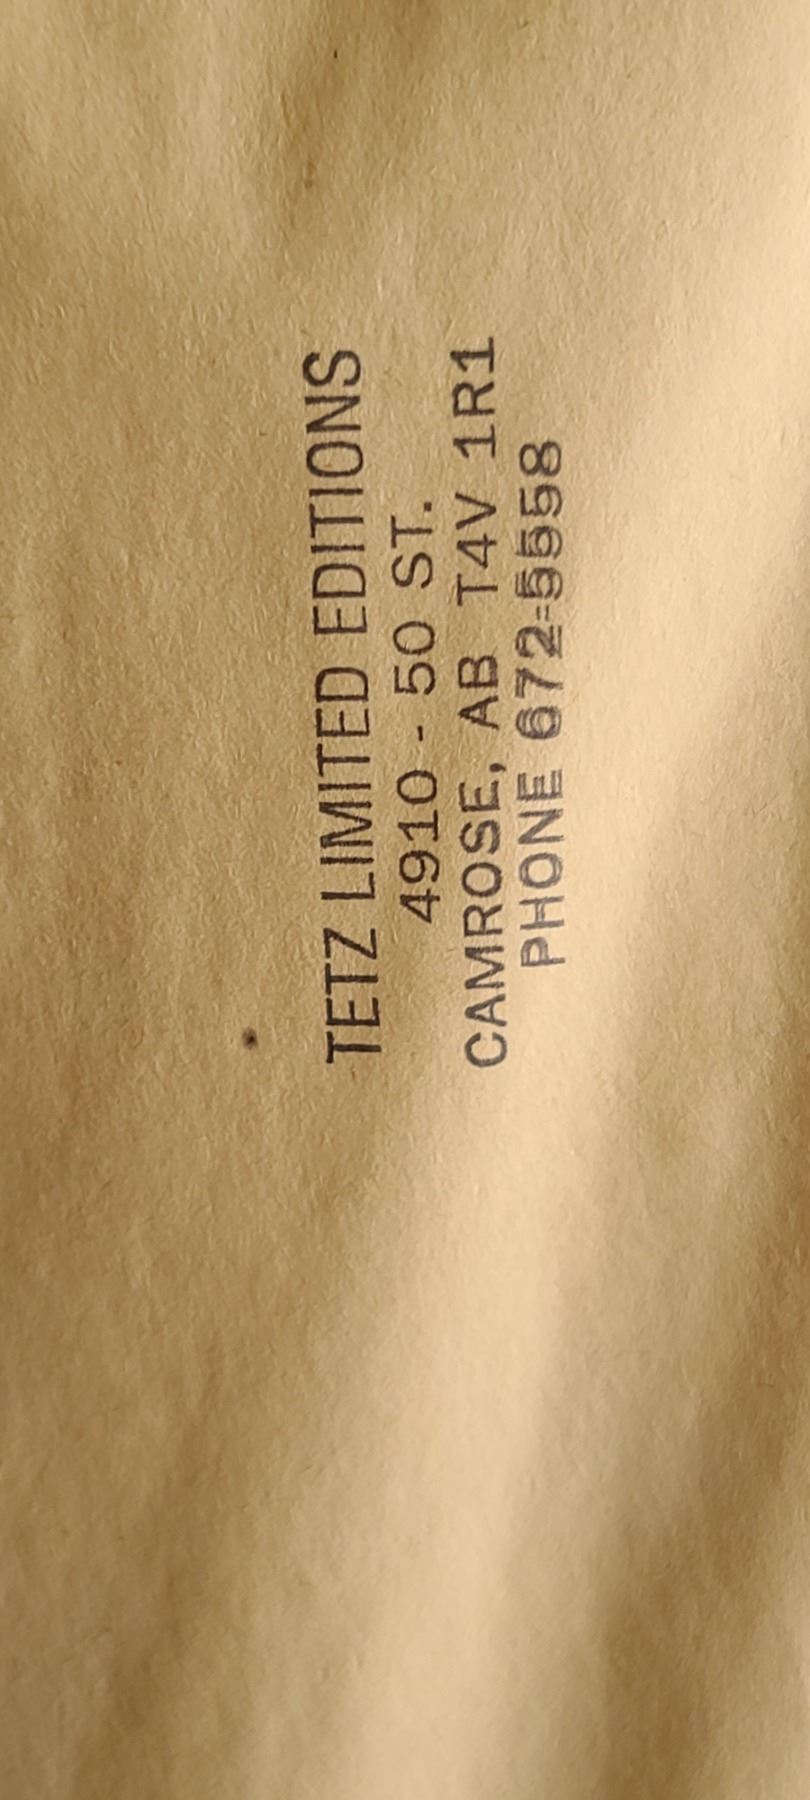 TETZ LIMITED EDITIONS
4910 - 50 ST.
CAMROSE, AB T4V 1R1
PHONE 672-5558